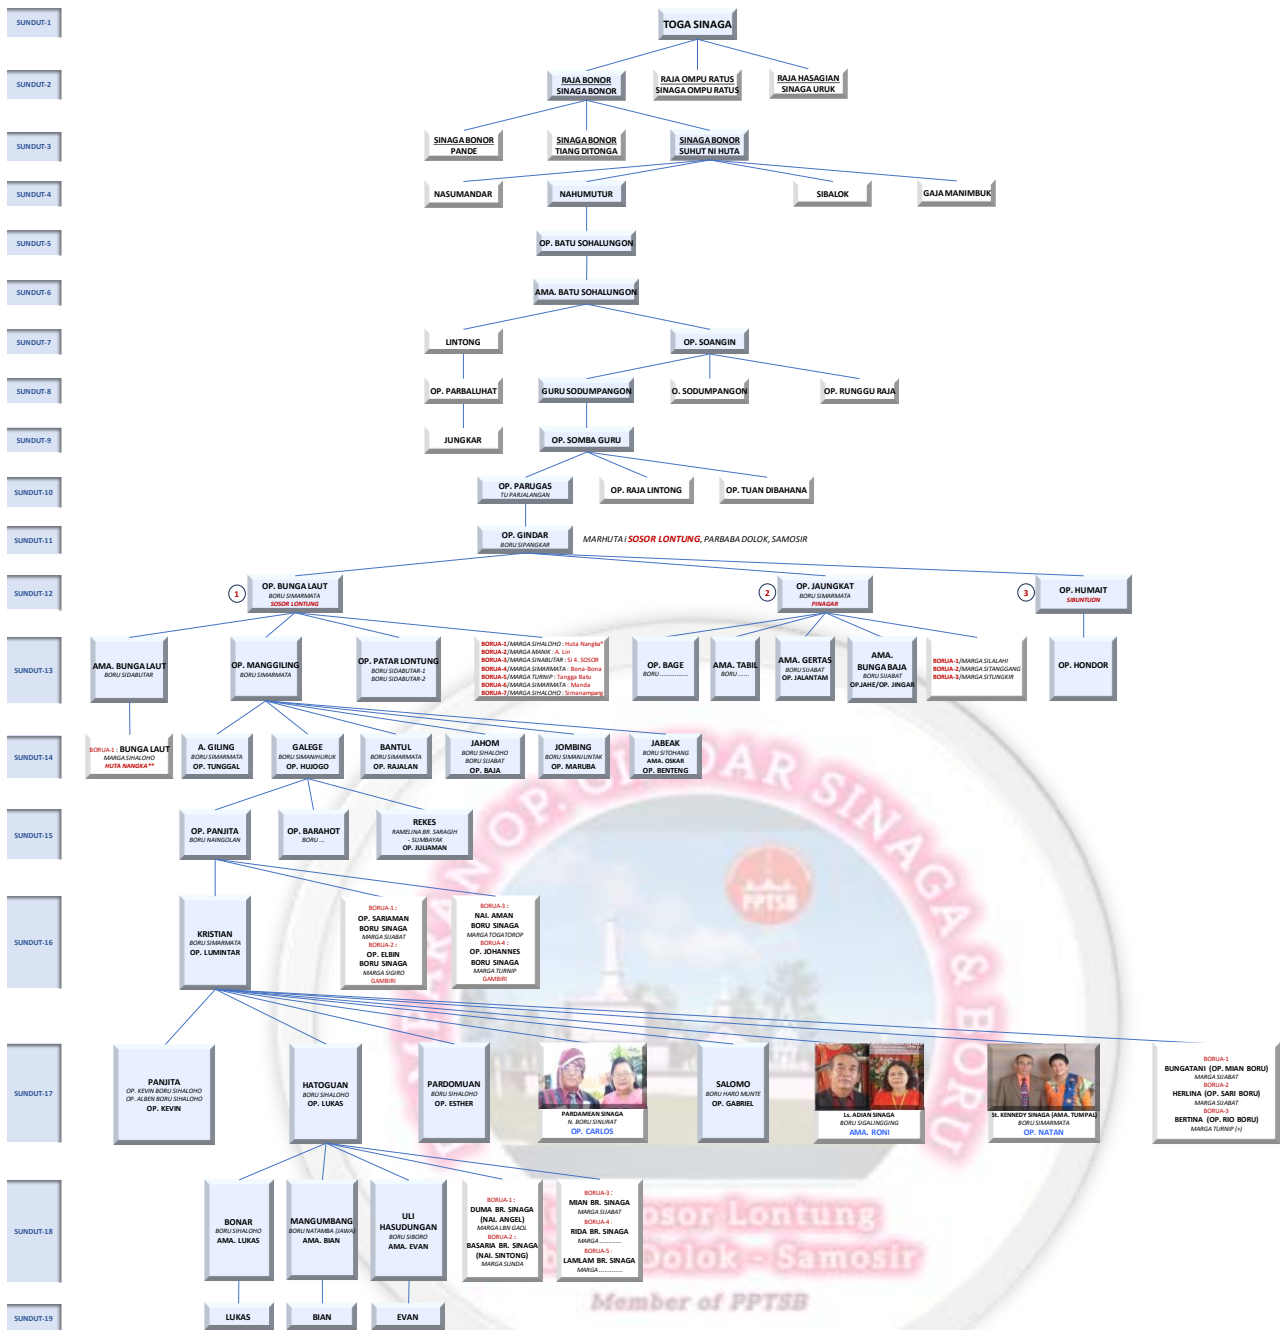 SUNDUT-1
TOGA SINAGA
SUNDUT-2
RAJA BONOR
SINAGA BONOR
RAJA OMPU RATUS
SINAGA OMPU RATUS
RAJA HASAGIAN
SINAGA URUK
SUNDUT-3
SINAGA BONOR
PANDE
SINAGA BONOR
TIANG DITONGA
SINAGA BONOR
SUHUT NI HUTA
SUNDUT-4
NASUMANDAR
NAHUMUTUR
SIBALOK
GAJA MANIMBUK
SUNDUT-5
OP. BATU SOHALUNGON
SUNDUT-6
AMA. BATU SOHALUNGON
SUNDUT-7
LINTONG
OP. SOANGIN
SUNDUT-8
OP. PARBALUHAT
GURU SODUMPANGON
O. SODUMPANGON
OP. RUNGGU RAJA
SUNDUT-9
JUNGKAR
OP. SOMBA GURU
SUNDUT-10
OP. PARUGAS
TU PARJALANGAN
OP. RAJA LINTONG
OP. TUAN DIBAHANA
SUNDUT-11
OP. GINDAR
BORU SIPANGKAR
MARHUTA i SOSOR LONTUNG, PARBABA DOLOK, SAMOSIR
SUNDUT-12
1
OP. BUNGA LAUT
BORU SIMARMATA
SOSOR LONTUNG
2
OP. JAUNGKAT
BORU SIMARMATA
PINAGAR
3
OP. HUMAIT
SIBUNTUON
SUNDUT-13
AMA. BUNGA LAUT
BORU SIDABUTAR
OP. MANGGILING
BORU SIMARMATA
OP. PATAR LONTUNG
BORU SIDABUTAR-1
BORU SIDABUTAR-2
BORUA-1/MARGA SIHALOHO : Huta Nangka*
BORUA-2/MARGA MANIK : A. Lin
BORUA-3/MARGA SINABUTAR : Si 4. SOSOR
BORUA-4/MARGA SIMARMATA : Bona-Bona
BORUA-5/MARGA TURNIP : Tangga Batu
BORUA-6/MARGA SIMARMATA : Manda
BORUA-7/MARGA SIHALOHO : Simanampang
OP. BAGE
BORU ................
AMA. TABIL
BORU ......
AMA. GERTAS
BORU SIJABAT
OP. JALANTAM
AMA.
BUNGA BAJA
BORU SIJABAT
OP.JAHE/OP. JINGAR
BORUA-1/MARGA SILALAHI
BORUA-2/MARGA SITANGGANG
BORUA-3/MARGA SITUNGKIR
OP. HONDOR
SUNDUT-14
BORUA-1 : BUNGA LAUT
MARGA SIHALOHO
HUTA NANGKA**
A. GILING
BORU SIMARMATA
OP. TUNGGAL
GALEGE
BORU SIMANIHURUK
OP. HUJOGO
BANTUL
BORU SIMARMATA
OP. RAJALAN
JAHOM
BORU SIHALOHO
BORU SIJABAT
OP. BAJA
JOMBING
BORU SIMANJUNTAK
OP. MARUBA
JABEAK
BORU SITOHANG
AMA. OSKAR
OP. BENTENG
SUNDUT-15
OP. PANJITA
BORU NAINGOLAN
OP. BARAHOT
BORU ...
REKES
RAMELINA BR. SARAGIH
- SUMBAYAK
OP. JULIAMAN
SUNDUT-16
KRISTIAN
BORU SIMARMATA
OP. LUMINTAR
BORUA-1 :
OP. SARIAMAN
BORU SINAGA
MARGA SIJABAT
BORUA-2 :
OP. ELBIN
BORU SINAGA
MARGA SIGIRO
GAMBIRI
BORUA-3 :
NAI. AMAN
BORU SINAGA
MARGA TOGATOROP
BORUA-4 :
OP. JOHANNES
BORU SINAGA
MARGA TURNIP
GAMBIRI
SUNDUT-17
PANJITA
OP. KEVIN BORU SIHALOHO
OP. ALBEN BORU SIHALOHO
OP. KEVIN
HATOGUAN
BORU SIHALOHO
OP. LUKAS
PARDOMUAN
BORU SIHALOHO
OP. ESTHER
PARDAMEAN SINAGA
N. BORU SINURAT
OP. CARLOS
SALOMO
BORU HARO MUNTE
OP. GABRIEL
Ls. ADIAN SINAGA
BORU SIGALINGGING
AMA. RONI
St. KENNEDY SINAGA (AMA. TUMPAL)
BORU SIMARMATA
OP. NATAN
BORUA-1
BUNGATANI (OP. MIAN BORU)
MARGA SIJABAT
BORUA-2
HERLINA (OP. SARI BORU)
MARGA SIJABAT
BORUA-3
BERTINA (OP. RIO BORU)
MARGA TURNIP (+)
SUNDUT-18
BONAR
BORU SIHALOHO
AMA. LUKAS
MANGUMBANG
BORU NATAMBA (JAWA)
AMA. BIAN
ULI
HASUDUNGAN
BORU SIBORO
AMA. EVAN
BORUA-1 :
DUMA BR. SINAGA
(NAI. ANGEL)
MARGA LBN GAOL
BORUA-2 :
BASARIA BR. SINAGA
(NAI. SINTONG)
MARGA SUNDA
BORUA-3 :
MIAN BR. SINAGA
MARGA SIJABAT
BORUA-4 :
RIDA BR. SINAGA
MARGA ............
BORUA-5 :
LAMLAM BR. SINAGA
MARGA ............
SUNDUT-19
LUKAS
BIAN
EVAN
OP. GINDAR SINAGA & BORU
PPTSB
Sosor Lontung
Dolok - Samosir
Member of PPTSB